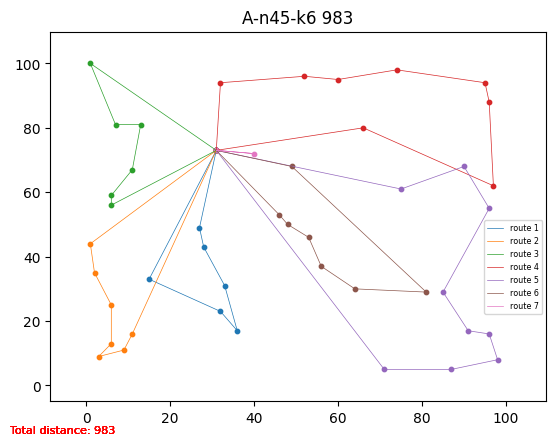 A-n45-k6 983
100
80
60
40
20
0
0 20 40 60 80 100
route 1
route 2
route 3
route 4
route 5
route 6
route 7
Total distance: 983